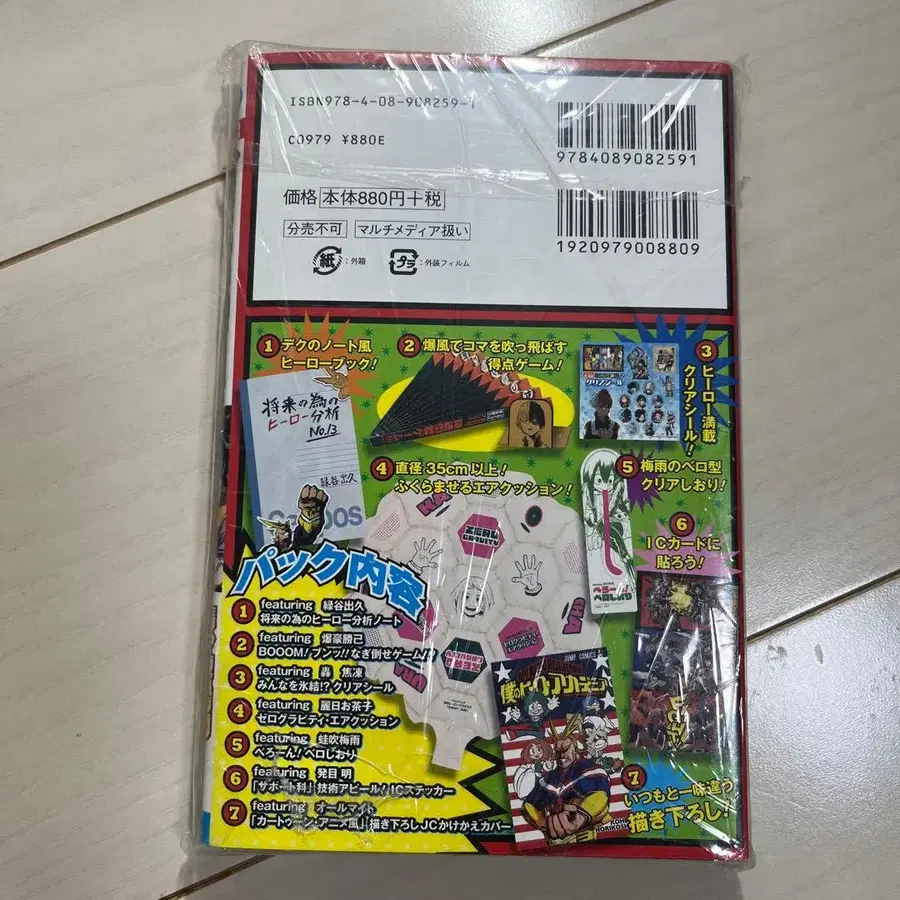 ISBN978-4-08-908259-1
C0979 ¥880E
9784089082591
価格 本体880円+税
分売不可 マルチメディア扱い
紙 :外箱 プラ :外装フィルム
1920979008809
1 デクのノート風
ヒーローブック!
2 爆風でコマを吹っ飛ばす
得点ゲーム!
3 ヒーロー満載
クリアシール!
将来の為の
ヒーロー分析
No.13
緑谷出久
クリアシール
4 直径35cm以上!
ふくらませるエアクッション!
5 梅雨のベロ型
クリアしおり!
6 ICカードに
貼ろう!
ZERO
GRAVITY
パック内容
1 featuring 緑谷出久
将来の為のヒーロー分析ノート
2 featuring 爆豪勝己
BOOOM! ブンッ!! なぎ倒せゲーム!
3 featuring 轟 焦凍
みんなを氷結!? クリアシール
4 featuring 麗日お茶子
ゼログラビティ・エアクッション
5 featuring 蛙吹梅雨
べろーん! ベロしおり
6 featuring 発目 明
「サポート科」技術アピール! ICステッカー
7 featuring オールマイト
「カートゥーン・アニメ風」描き下ろしJCかけかえカバー
JUMP COMICS
僕のヒーローアカデミア
KOHEI
HORIKOSHI
7 いつもと一味違う
描き下ろし!